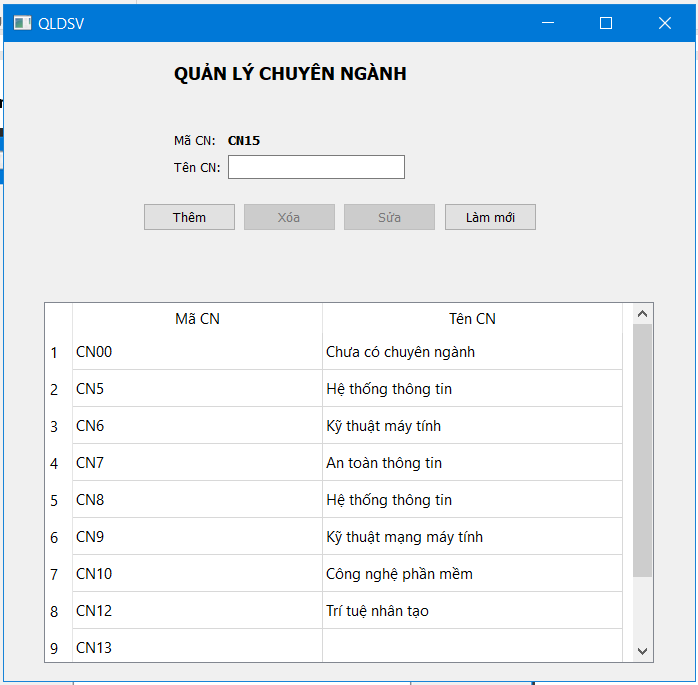 QLDSV
QUẢN LÝ CHUYÊN NGÀNH
Mã CN: CN15
Tên CN:
Thêm Xóa Sửa Làm mới
Mã CN Tên CN
1 CN00 Chưa có chuyên ngành
2 CN5 Hệ thống thông tin
3 CN6 Kỹ thuật máy tính
4 CN7 An toàn thông tin
5 CN8 Hệ thống thông tin
6 CN9 Kỹ thuật mạng máy tính
7 CN10 Công nghệ phần mềm
8 CN12 Trí tuệ nhân tạo
9 CN13